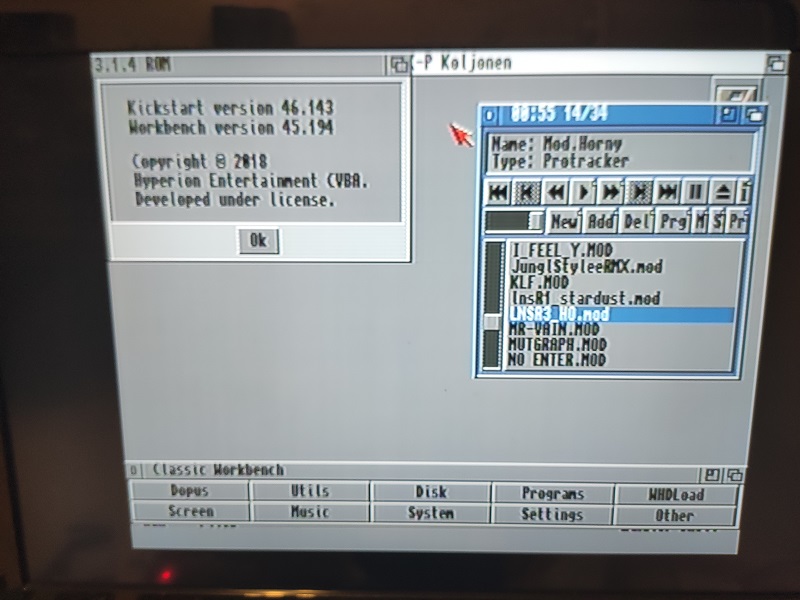 3.1.4 ROM
-P Koljonen
Kickstart version 46.143
Workbench version 45.194
Copyright © 2018
Hyperion Entertainment CVBA.
Developed under license.
Ok
00:55 14/34
Name: Mod.Horny
Type: Protracker
New Add Del Prg M S Pr
I_FEEL_Y.MOD
JunglStyleeRMX.mod
KLF.MOD
lnsR1_stardust.mod
LNSR3_HO.mod
MR-VAIN.MOD
MUTGRAPH.MOD
NO_ENTER.MOD
Classic Workbench
Dopus Utils Disk Programs WHDLoad
Screen Music System Settings Other